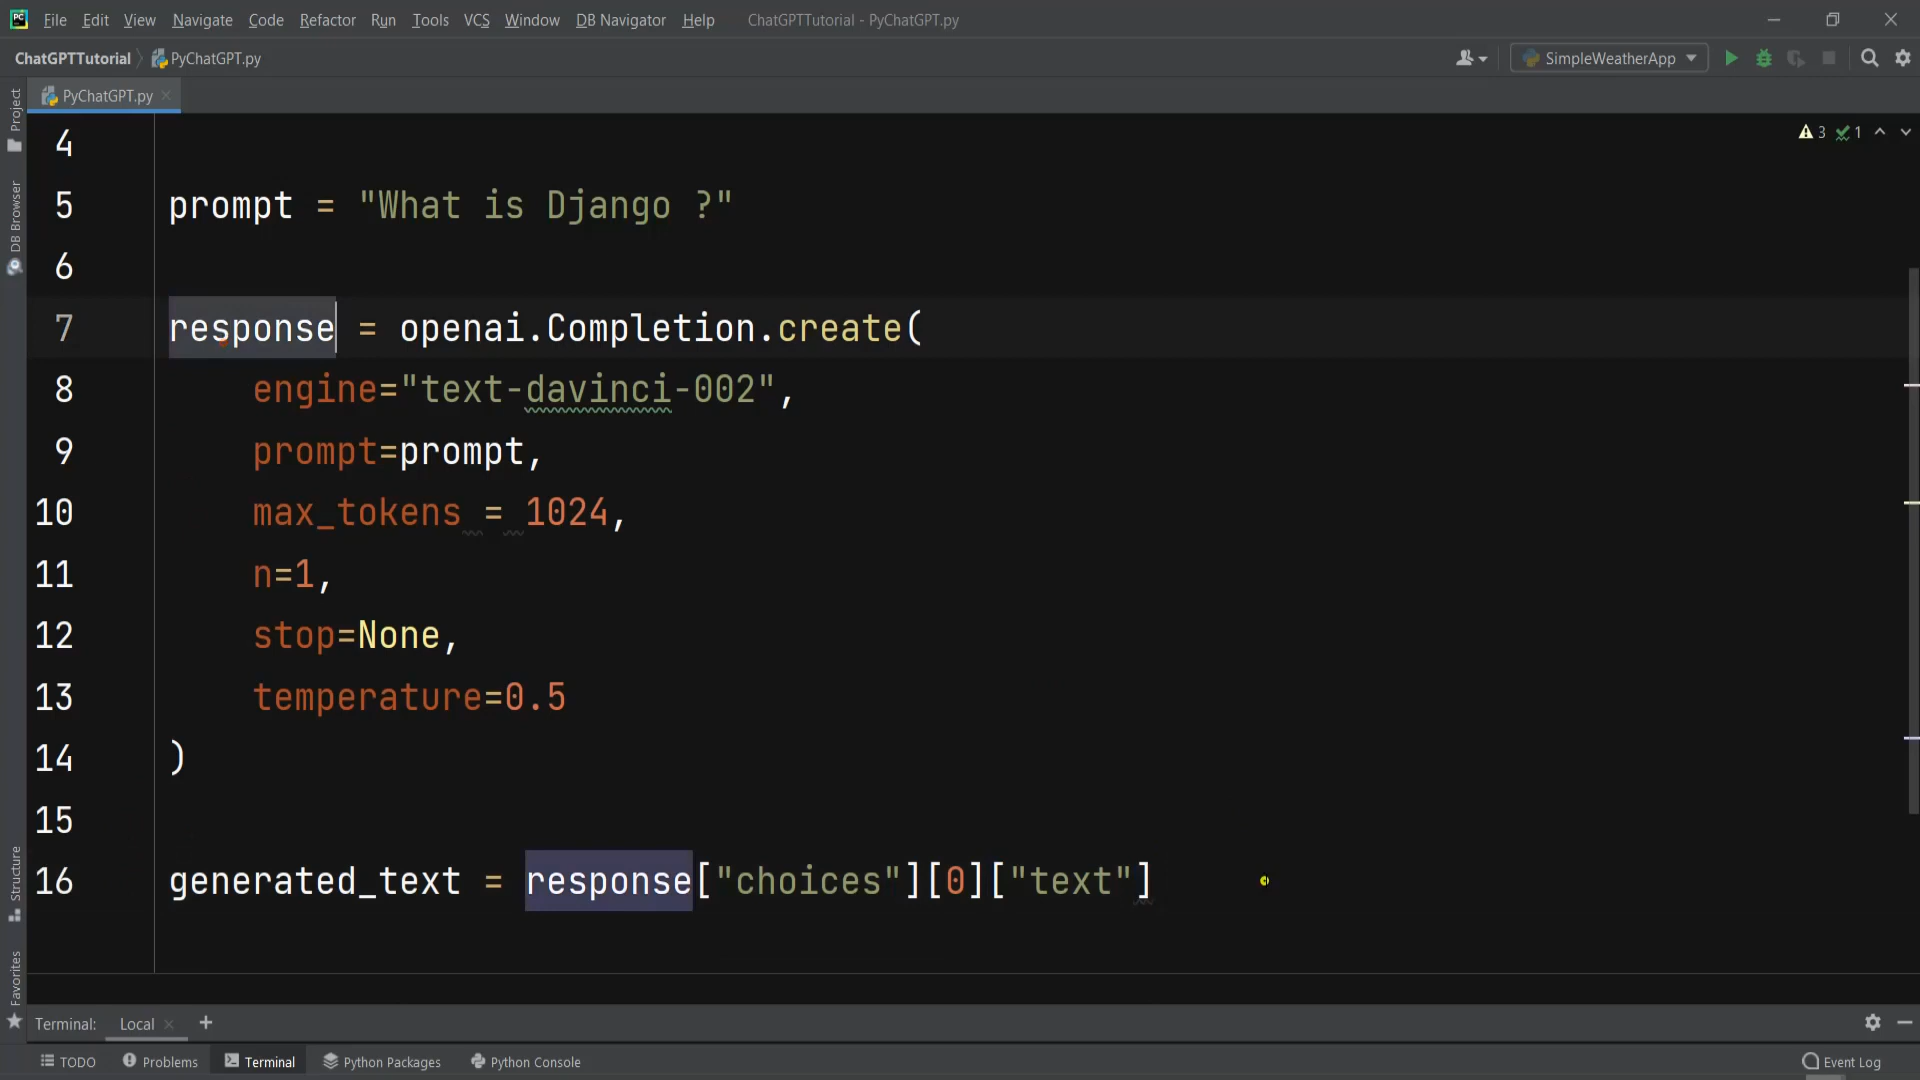 PC File Edit View Navigate Code Refactor Run Tools VCS Window DB Navigator Help ChatGPTTutorial - PyChatGPT.py
ChatGPTTutorial PyChatGPT.py SimpleWeatherApp
PyChatGPT.py
Project
DB Browser
Structure
Favorites
3 1
4
5 prompt = "What is Django ?"
6
7 response = openai.Completion.create(
8 engine="text-davinci-002",
9 prompt=prompt,
10 max_tokens = 1024,
11 n=1,
12 stop=None,
13 temperature=0.5
14 )
15
16 generated_text = response["choices"][0]["text"]
Terminal: Local +
TODO Problems Terminal Python Packages Python Console Event Log